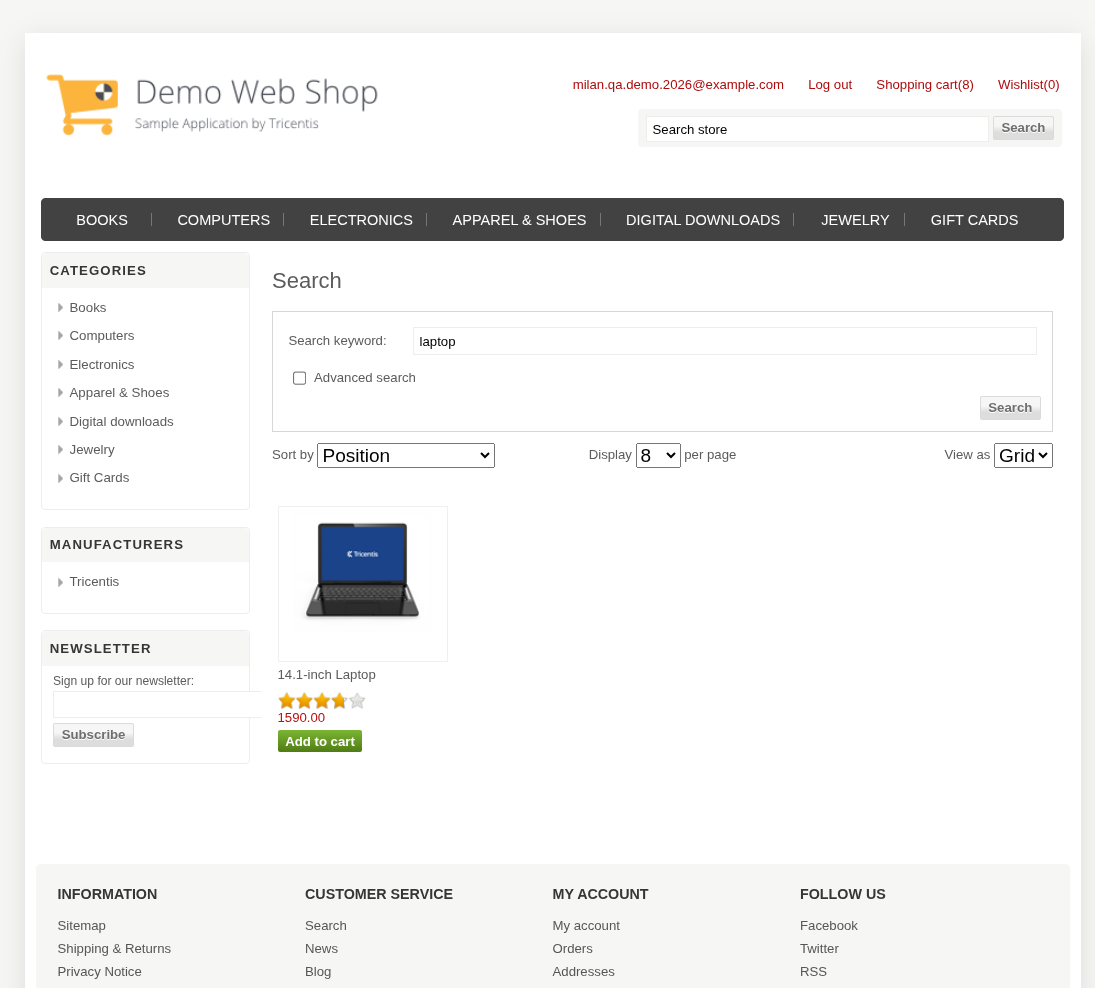 Demo Web Shop
Sample Application by Tricentis
milan.qa.demo.2026@example.com Log out Shopping cart(8) Wishlist(0)
Search store Search
BOOKS COMPUTERS ELECTRONICS APPAREL & SHOES DIGITAL DOWNLOADS JEWELRY GIFT CARDS
CATEGORIES
Books
Computers
Electronics
Apparel & Shoes
Digital downloads
Jewelry
Gift Cards
MANUFACTURERS
Tricentis
NEWSLETTER
Sign up for our newsletter:
Subscribe
Search
Search keyword: laptop
Advanced search
Search
Sort by Position Display 8 per page View as Grid
Tricentis
14.1-inch Laptop
1590.00
Add to cart
INFORMATION
Sitemap
Shipping & Returns
Privacy Notice
CUSTOMER SERVICE
Search
News
Blog
MY ACCOUNT
My account
Orders
Addresses
FOLLOW US
Facebook
Twitter
RSS